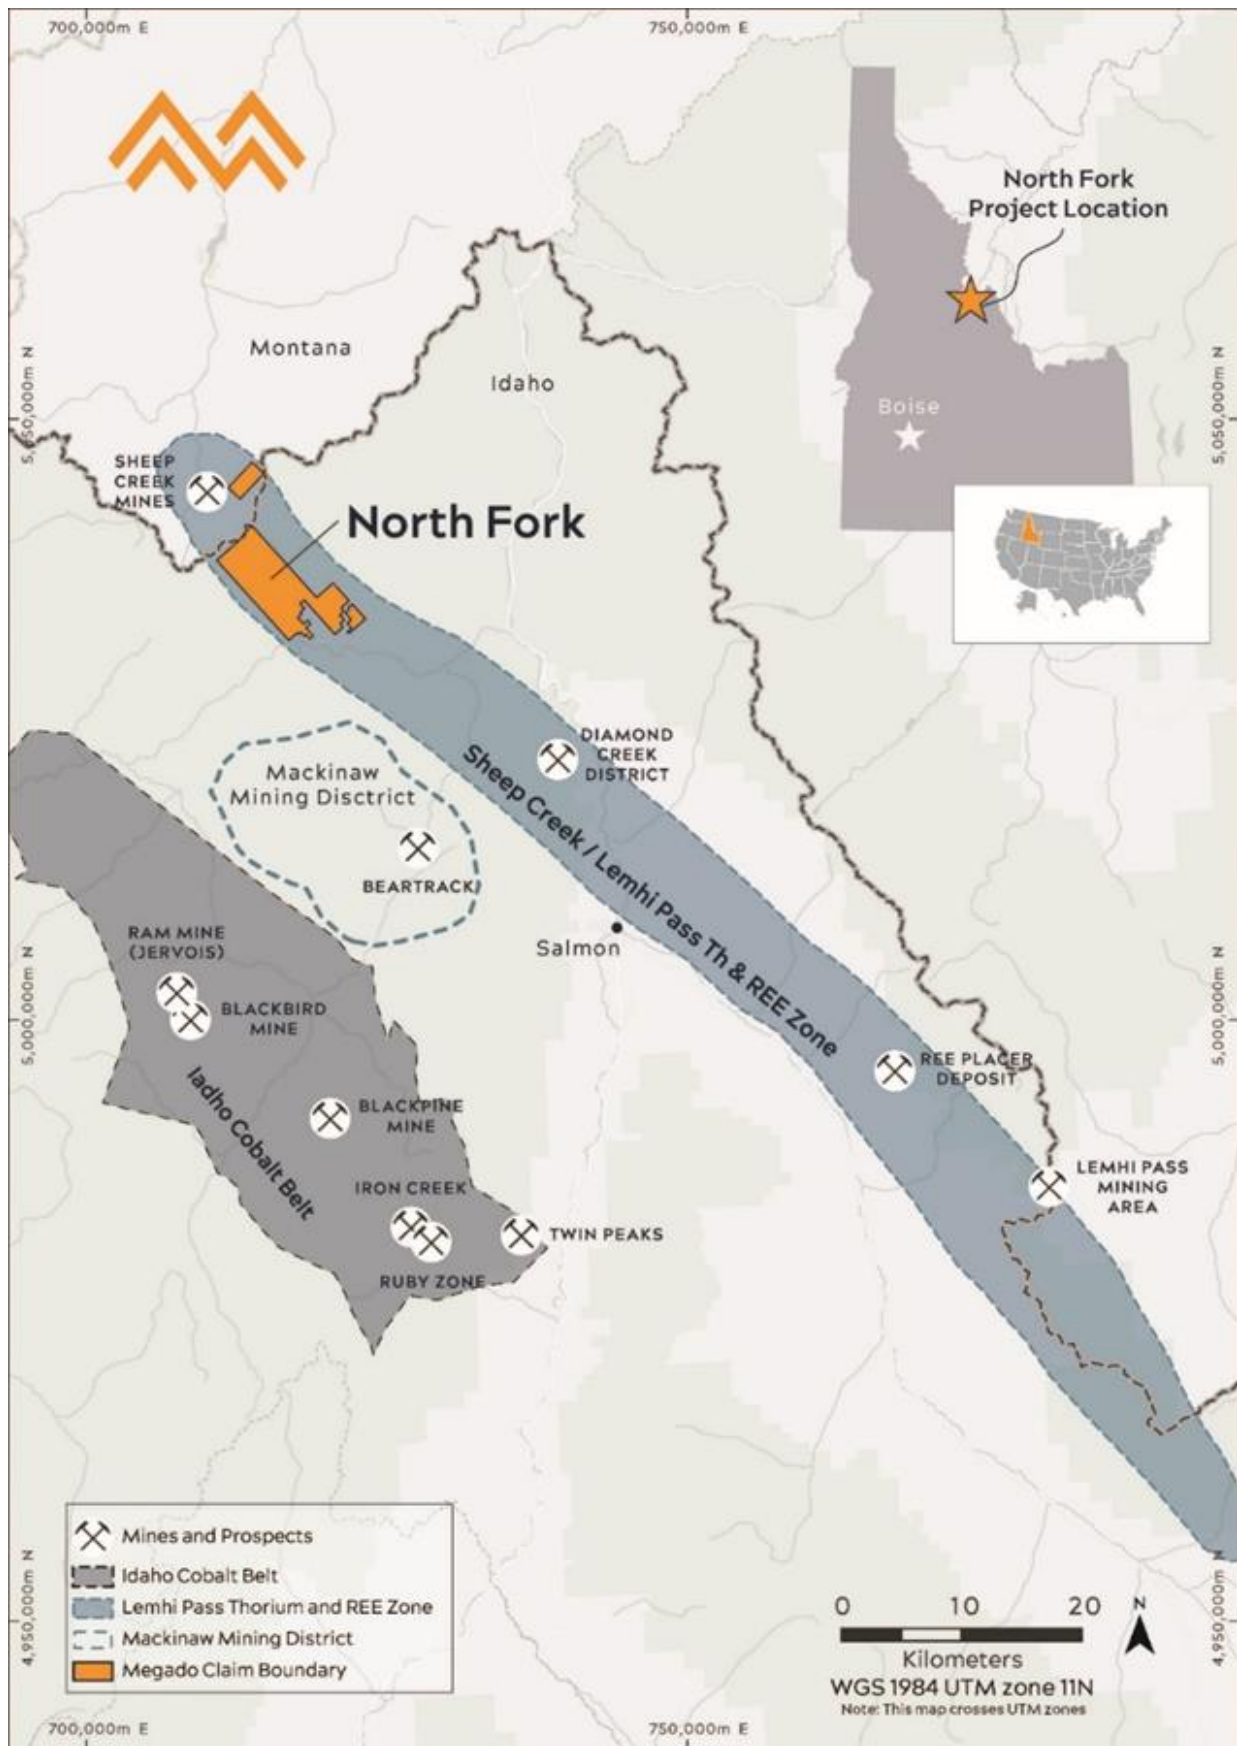 700,000m E
750,000m E
North Fork
Project Location
Montana
Idaho
5,050,000m N
5,050,000m N
Boise
SHEEP
CREEK
MINES
North Fork
DIAMOND
CREEK
DISTRICT
Mackinaw
Mining Disctrict
Sheep Creek / Lemhi Pass Th & REE Zone
BEARTRACK
RAM MINE
(JERVOIS)
Salmon
BLACKBIRD
MINE
5,000,000m N
5,000,000m N
REE PLACER
DEPOSIT
Iadho Cobalt Belt
BLACKPINE
MINE
LEMHI PASS
MINING
AREA
IRON CREEK
TWIN PEAKS
RUBY ZONE
Mines and Prospects
Idaho Cobalt Belt
Lemhi Pass Thorium and REE Zone
Mackinaw Mining District
Megado Claim Boundary
4,950,000m N
0 10 20
N
Kilometers
WGS 1984 UTM zone 11N
Note: This map crosses UTM zones
4,950,000m N
700,000m E
750,000m E